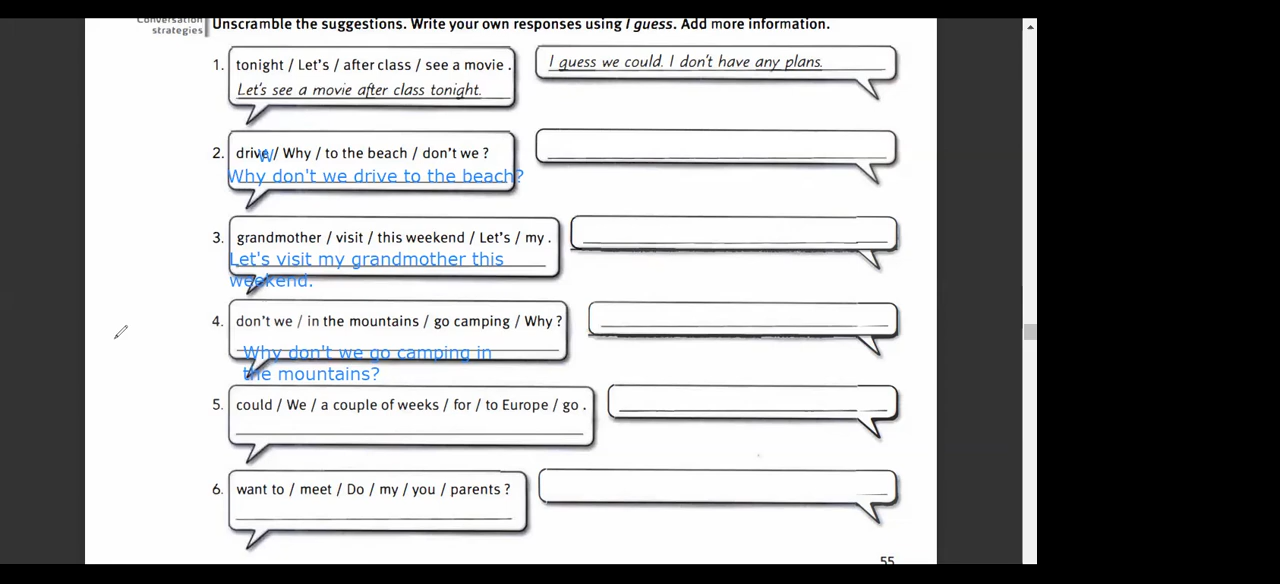 Conversation
strategies
Unscramble the suggestions. Write your own responses using I guess. Add more information.
1. tonight / Let's / after class / see a movie .
Let's see a movie after class tonight.
I guess we could. I don't have any plans.
2. drive / Why / to the beach / don't we ?
W
Why don't we drive to the beach?
3. grandmother / visit / this weekend / Let's / my .
Let's visit my grandmother this
weekend.
4. don't we / in the mountains / go camping / Why ?
Why don't we go camping in
the mountains?
5. could / We / a couple of weeks / for / to Europe / go .
6. want to / meet / Do / my / you / parents ?
55